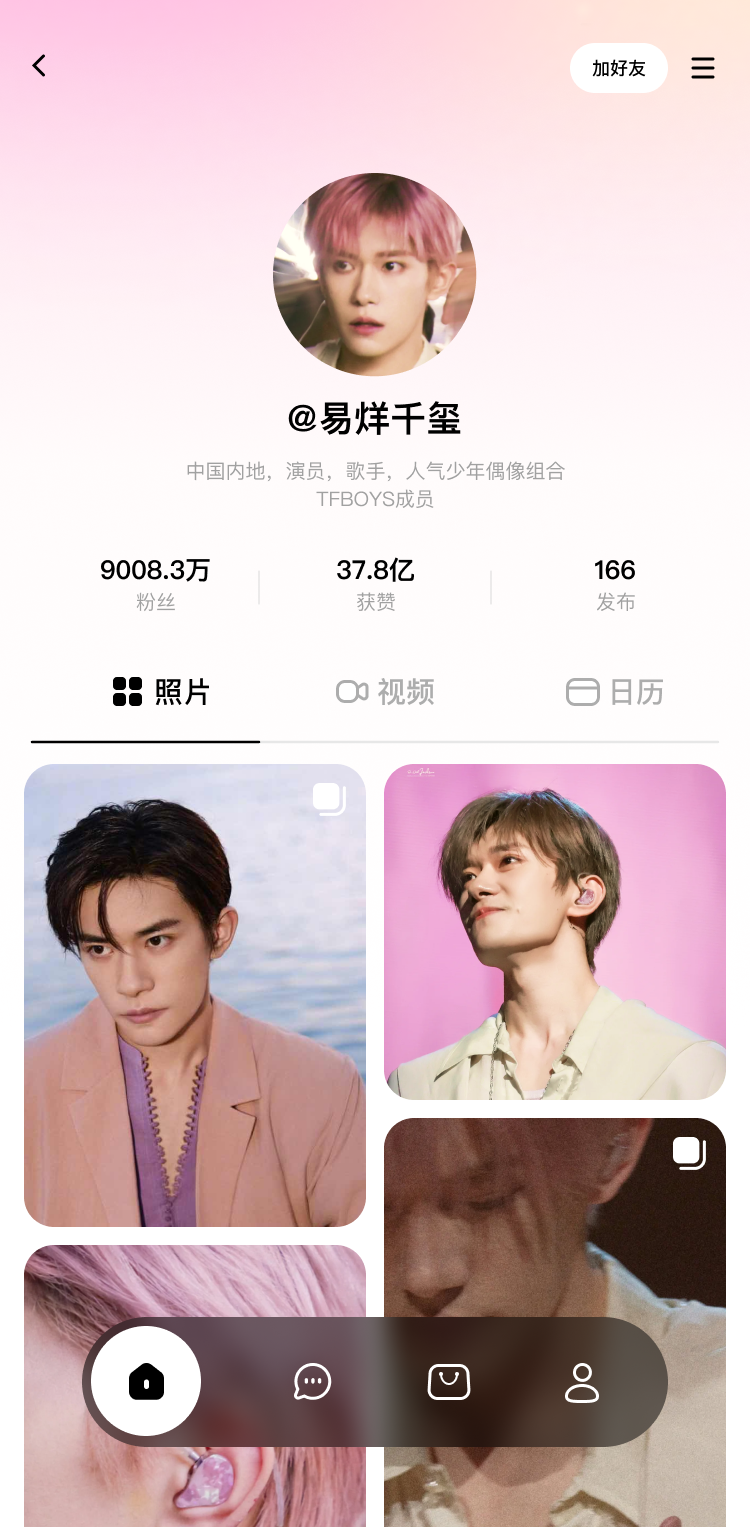 加好友
@易烊千玺
中国内地，演员，歌手，人气少年偶像组合
TFBOYS成员
9008.3万
37.8亿
166
粉丝
获赞
发布
照片
视频
日历